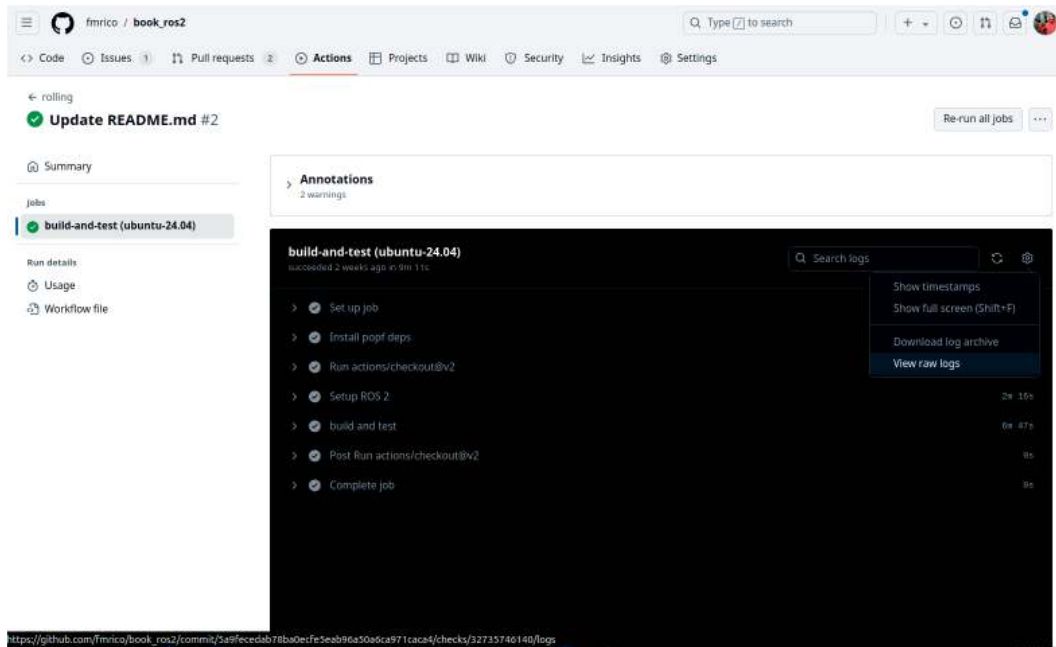 fmrico / book_ros2
Type / to search
Code Issues 1 Pull requests 2 Actions Projects Wiki Security Insights Settings
← rolling
Update README.md #2
Re-run all jobs
Summary
Jobs
build-and-test (ubuntu-24.04)
Run details
Usage
Workflow file
Annotations
2 warnings
build-and-test (ubuntu-24.04)
succeeded 2 weeks ago in 9m 11s
Search logs
Show timestamps
Show full screen (Shift+F)
Download log archive
View raw logs
Set up job
Install popf deps
Run actions/checkout@v2
Setup ROS 2 2m 16s
build and test 6m 47s
Post Run actions/checkout@v2 0s
Complete job 0s
https://github.com/fmrico/book_ros2/commit/5a9fecedab78ba0ecfe5eab96a50a6ca971caca4/checks/32735746140/logs